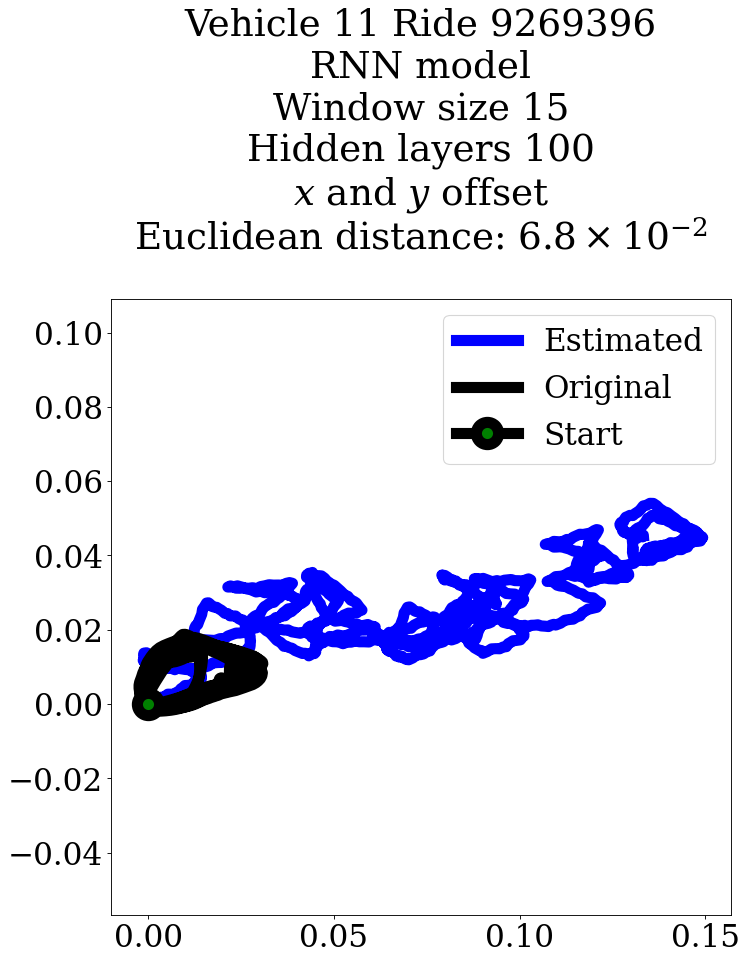 Vehicle 11 Ride 9269396
RNN model
Window size 15
Hidden layers 100
x and y offset
Euclidean distance: 6.8 × 10⁻²
Estimated
Original
Start
0.10
0.08
0.06
0.04
0.02
0.00
−0.02
−0.04
0.00 0.05 0.10 0.15